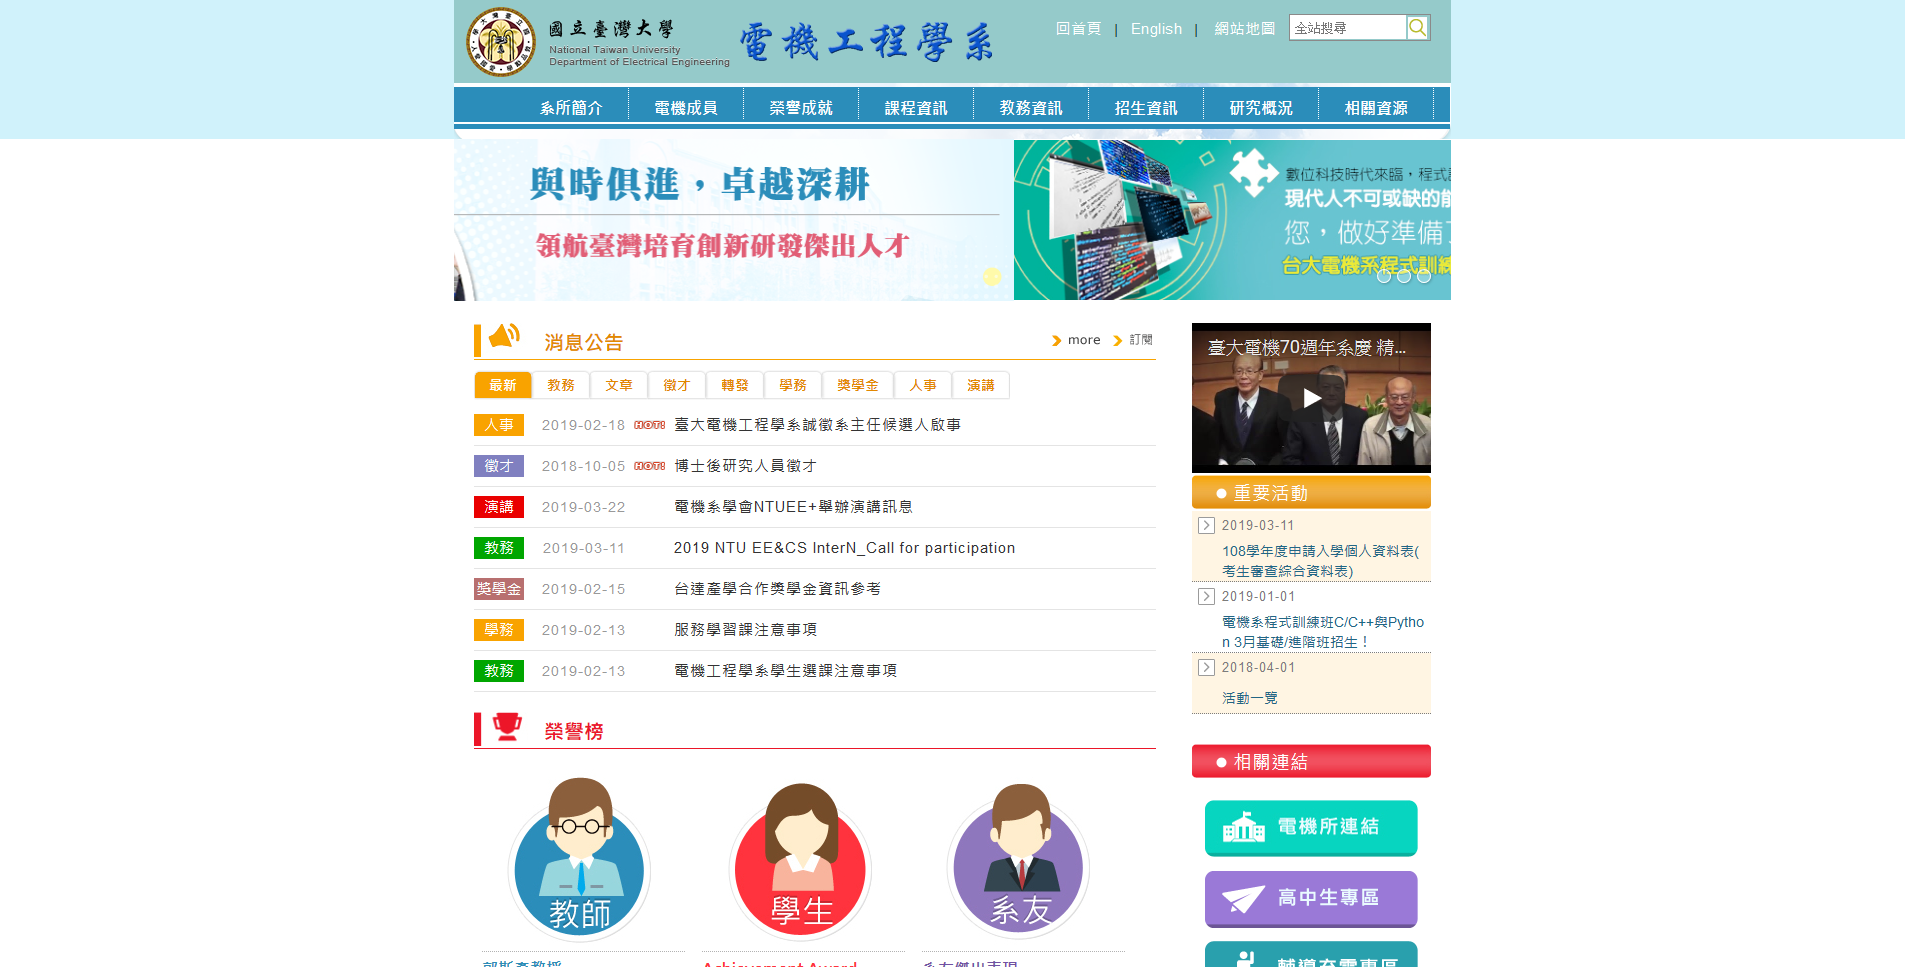 國立臺灣大學
National Taiwan University
Department of Electrical Engineering
電機工程學系
回首頁 | English | 網站地圖
全站搜尋
系所簡介 電機成員 榮譽成就 課程資訊 教務資訊 招生資訊 研究概況 相關資源
與時俱進，卓越深耕
領航臺灣培育創新研發傑出人才
數位科技時代來臨，程式
現代人不可或缺的
您，做好準備
台大電機系程式訓練
消息公告
more 訂閱
最新 教務 文章 徵才 轉發 學務 獎學金 人事 演講
人事 2019-02-18 HOT! 臺大電機工程學系誠徵系主任候選人啟事
徵才 2018-10-05 HOT! 博士後研究人員徵才
演講 2019-03-22 電機系學會NTUEE+舉辦演講訊息
教務 2019-03-11 2019 NTU EE&CS InterN_Call for participation
獎學金 2019-02-15 台達產學合作獎學金資訊參考
學務 2019-02-13 服務學習課注意事項
教務 2019-02-13 電機工程學系學生選課注意事項
榮譽榜
教師
學生
系友
Achievement Award
系友傑出表現
臺大電機70週年系慶 精...
重要活動
2019-03-11
108學年度申請入學個人資料表(
考生審查綜合資料表)
2019-01-01
電機系程式訓練班C/C++與Pytho
n 3月基礎/進階班招生！
2018-04-01
活動一覽
相關連結
電機所連結
高中生專區
輔導充電專區